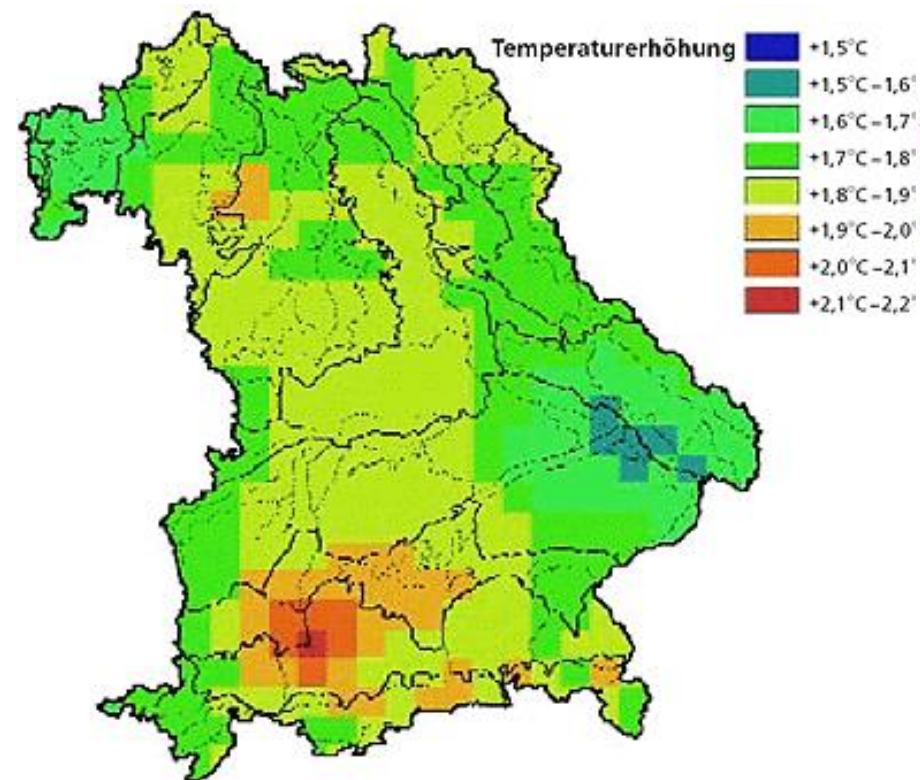 Temperaturerhöhung
+1,5°C
+1,5°C–1,6°
+1,6°C–1,7°
+1,7°C–1,8°
+1,8°C–1,9°
+1,9°C–2,0°
+2,0°C–2,1°
+2,1°C–2,2°